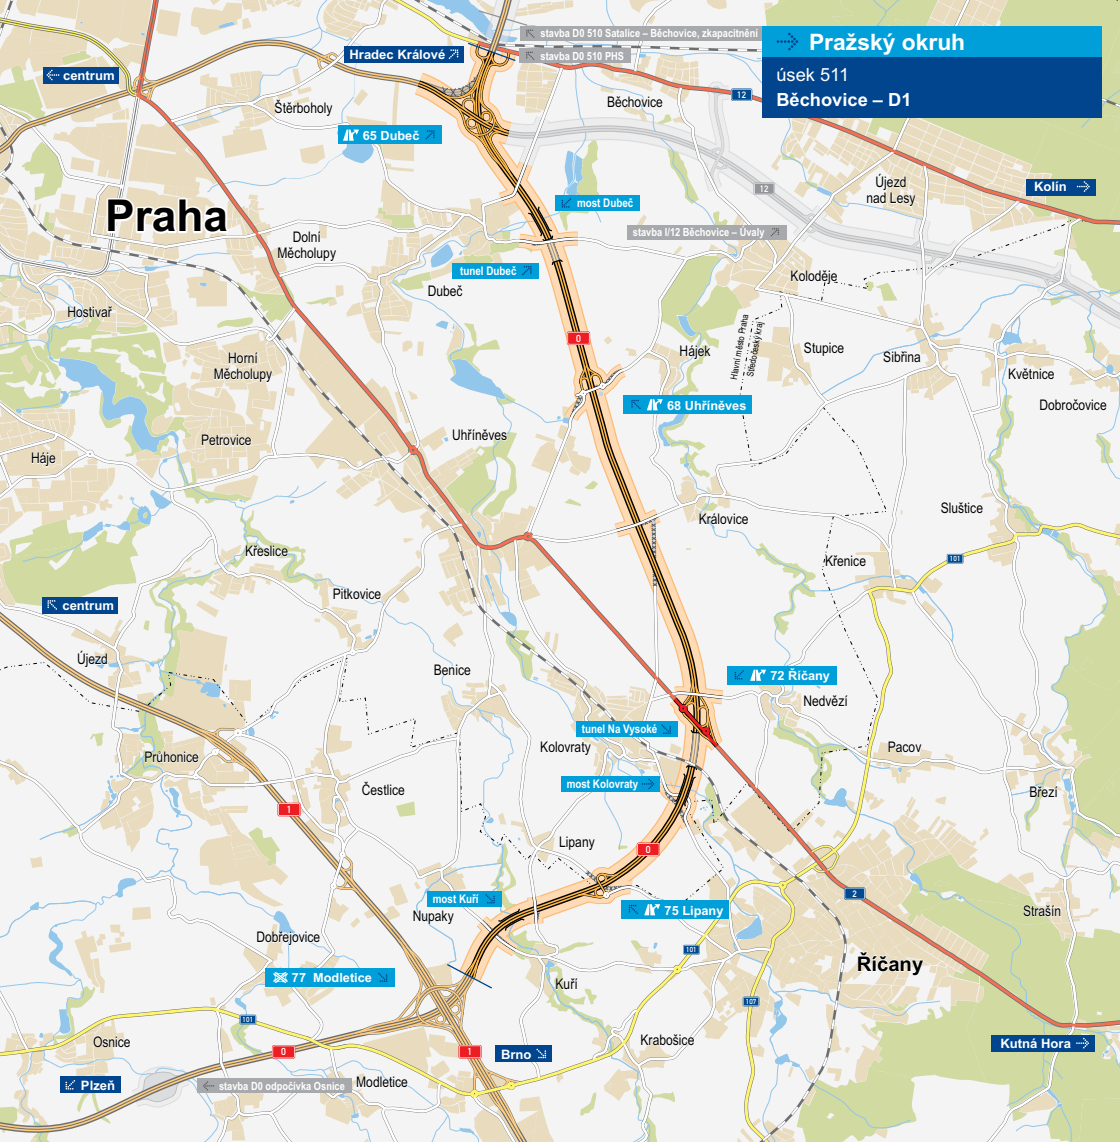 stavba D0 510 Satalice – Běchovice, zkapacitnění
Pražský okruh
úsek 511
Běchovice – D1
Hradec Králové
stavba D0 510 PHS
centrum
12
Běchovice
Štěrboholy
65 Dubeč
12
Újezd
nad Lesy
Kolín
most Dubeč
Praha
stavba I/12 Běchovice – Úvaly
Dolní
Měcholupy
tunel Dubeč
Koloděje
Dubeč
Hostivař
0
Hlavní město Praha
Středočeský kraj
Hájek
Stupice
Sibřina
Horní
Měcholupy
Květnice
68 Uhříněves
Dobročovice
Petrovice
Uhříněves
Háje
Sluštice
Královice
Křeslice
Křenice
101
Pitkovice
centrum
Újezd
Benice
72 Říčany
Nedvězí
tunel Na Vysoké
Kolovraty
Pacov
Průhonice
most Kolovraty
Čestlice
Březí
1
Lipany
0
2
most Kuří
75 Lipany
Nupaky
Strašín
Dobřejovice
101
Říčany
77 Modletice
Kuří
107
101
Osnice
Krabošice
Kutná Hora
0
1
Brno
Plzeň
stavba D0 odpočívka Osnice
Modletice